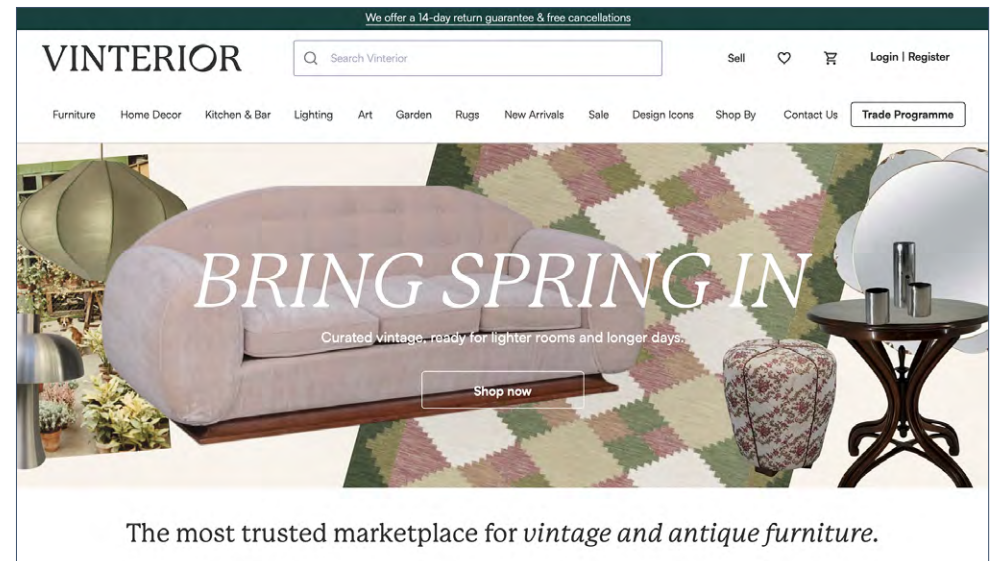 We offer a 14-day return guarantee & free cancellations
VINTERIOR
Search Vinterior
Sell
Login | Register
Furniture Home Decor Kitchen & Bar Lighting Art Garden Rugs New Arrivals Sale Design Icons Shop By Contact Us Trade Programme
BRING SPRING IN
Curated vintage, ready for lighter rooms and longer days.
Shop now
The most trusted marketplace for vintage and antique furniture.